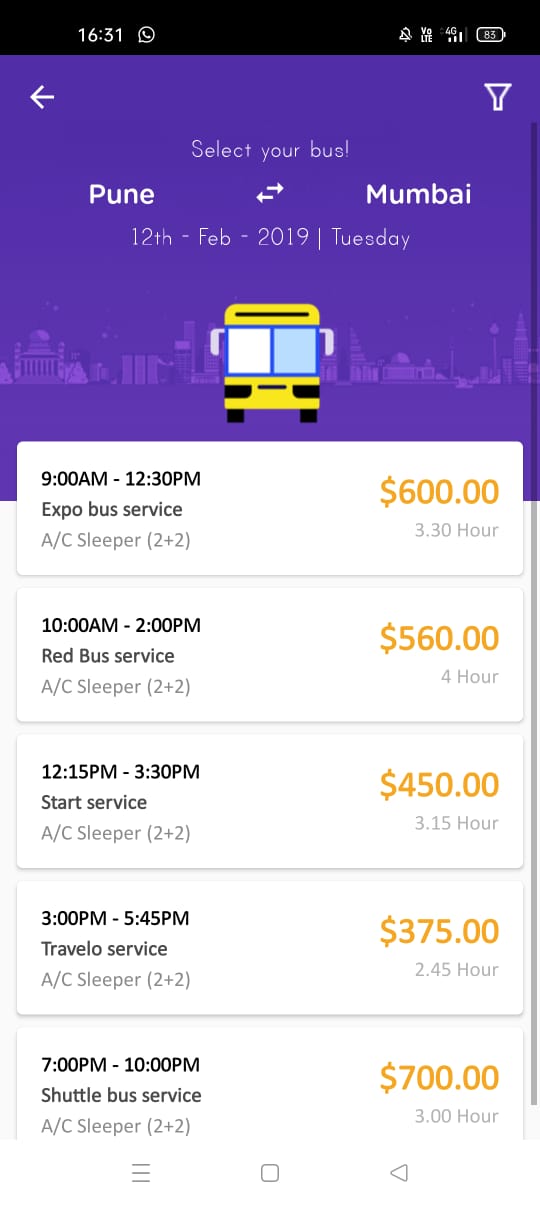 16:31
Vo LTE 4G 83
Select your bus!
Pune Mumbai
12th - Feb - 2019 | Tuesday
9:00AM - 12:30PM
$600.00
Expo bus service
3.30 Hour
A/C Sleeper (2+2)
10:00AM - 2:00PM
$560.00
Red Bus service
4 Hour
A/C Sleeper (2+2)
12:15PM - 3:30PM
$450.00
Start service
3.15 Hour
A/C Sleeper (2+2)
3:00PM - 5:45PM
$375.00
Travelo service
2.45 Hour
A/C Sleeper (2+2)
7:00PM - 10:00PM
$700.00
Shuttle bus service
3.00 Hour
A/C Sleeper (2+2)